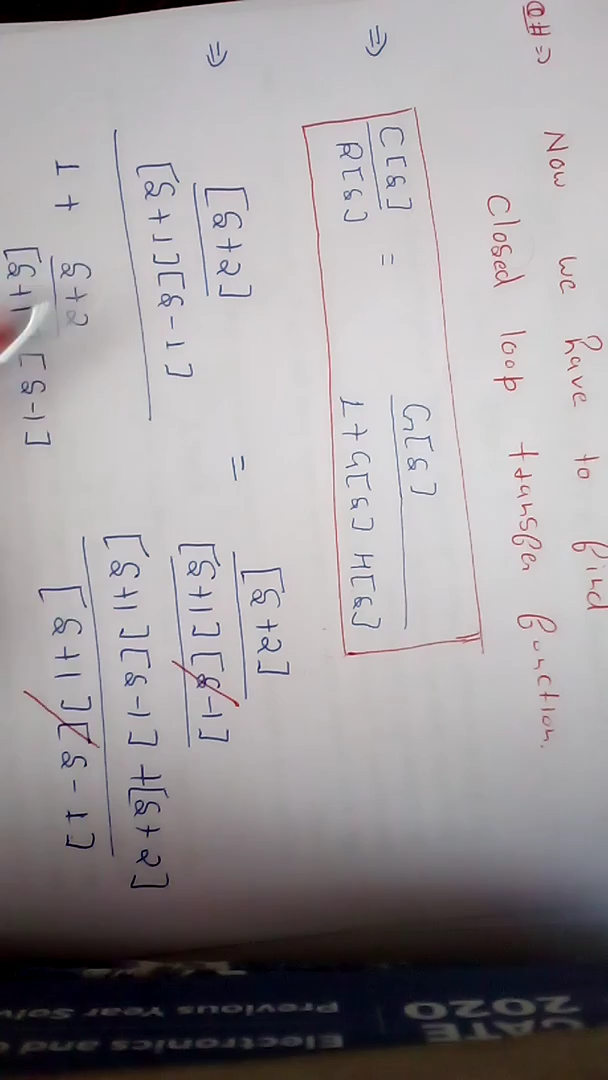 Now we have to find
closed loop transfer function.
⇒ C[s]/R[s] = G[s]/1+G[s] H[s]
⇒ [s+2]/[s+1][s-1] = [s+2]/[s+1][s-1]
1 + s+2/[s+1][s-1] [s+1][s-1]+[s+2]/[s+1][s-1]
GATE
2020
Previous Year Solv
Electronics and